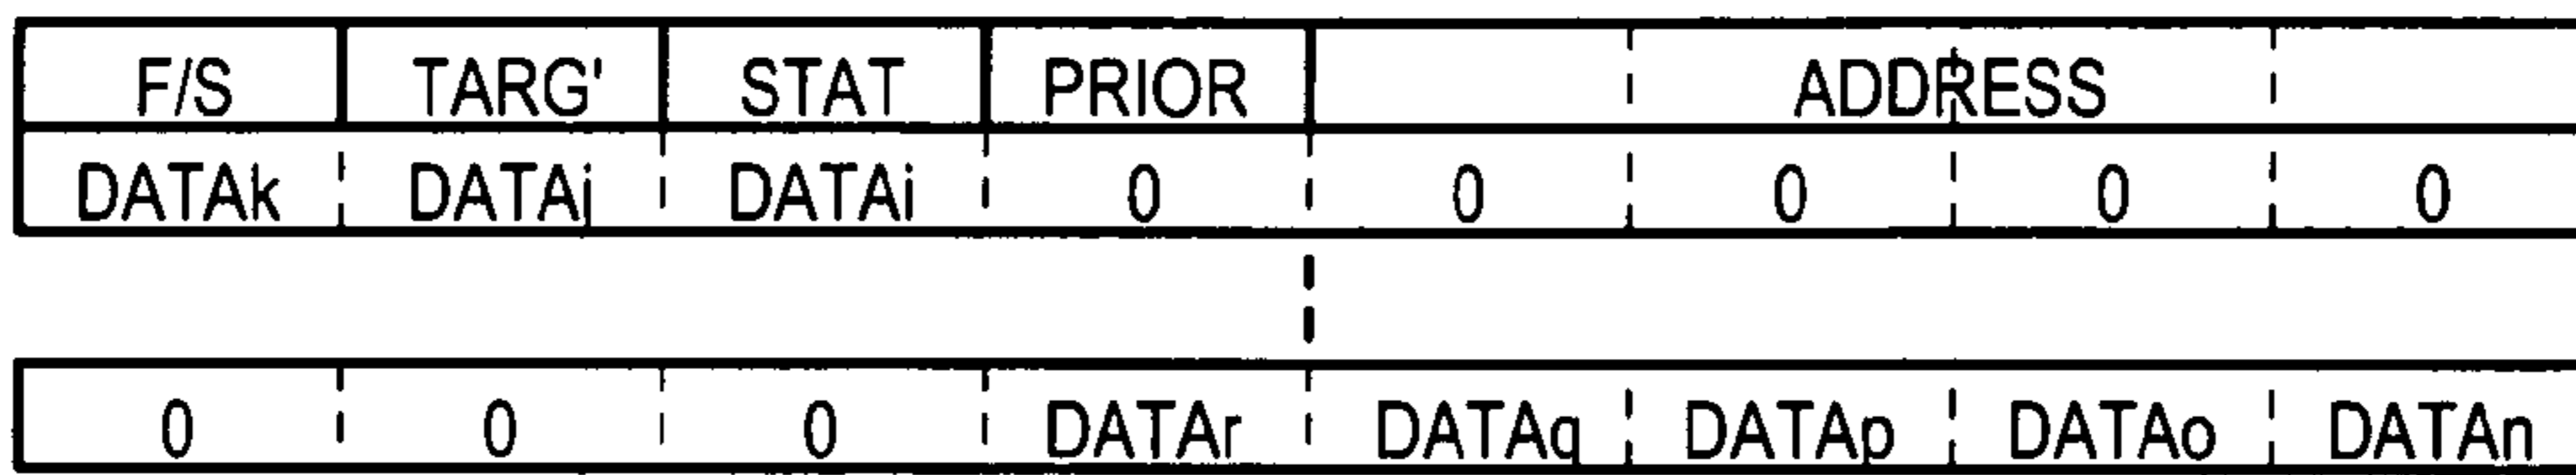 F/S TARG' STAT PRIOR ADDRESS
DATAk DATAj DATAi 0 0 0 0 0
0 0 0 DATAr DATAq DATAp DATAo DATAn